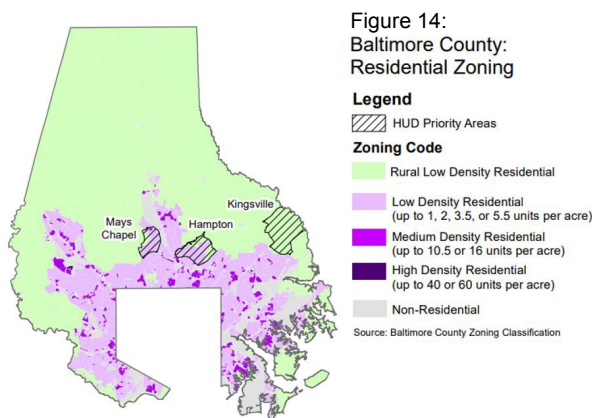 Figure 14:
Baltimore County:
Residential Zoning
Legend
HUD Priority Areas
Zoning Code
Rural Low Density Residential
Low Density Residential
(up to 1, 2, 3.5, or 5.5 units per acre)
Medium Density Residential
(up to 10.5 or 16 units per acre)
High Density Residential
(up to 40 or 60 units per acre)
Non-Residential
Source: Baltimore County Zoning Classification
Kingsville
Mays
Chapel
Hampton